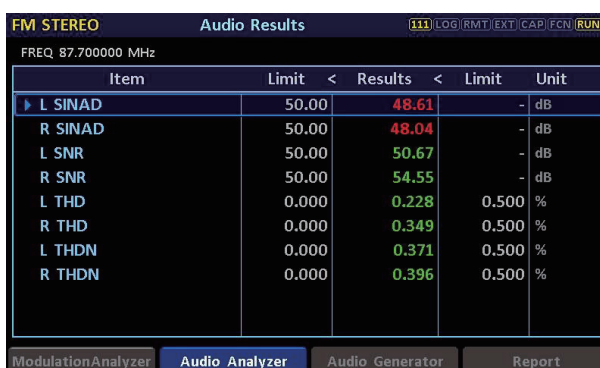 FM STEREO Audio Results 111 LOG RMT EXT CAP FCN RUN
FREQ 87.700000 MHz
Item Limit < Results < Limit Unit
L SINAD 50.00 48.61 - dB
R SINAD 50.00 48.04 - dB
L SNR 50.00 50.67 - dB
R SNR 50.00 54.55 - dB
L THD 0.000 0.228 0.500 %
R THD 0.000 0.349 0.500 %
L THDN 0.000 0.371 0.500 %
R THDN 0.000 0.396 0.500 %
ModulationAnalyzer Audio Analyzer Audio Generator Report